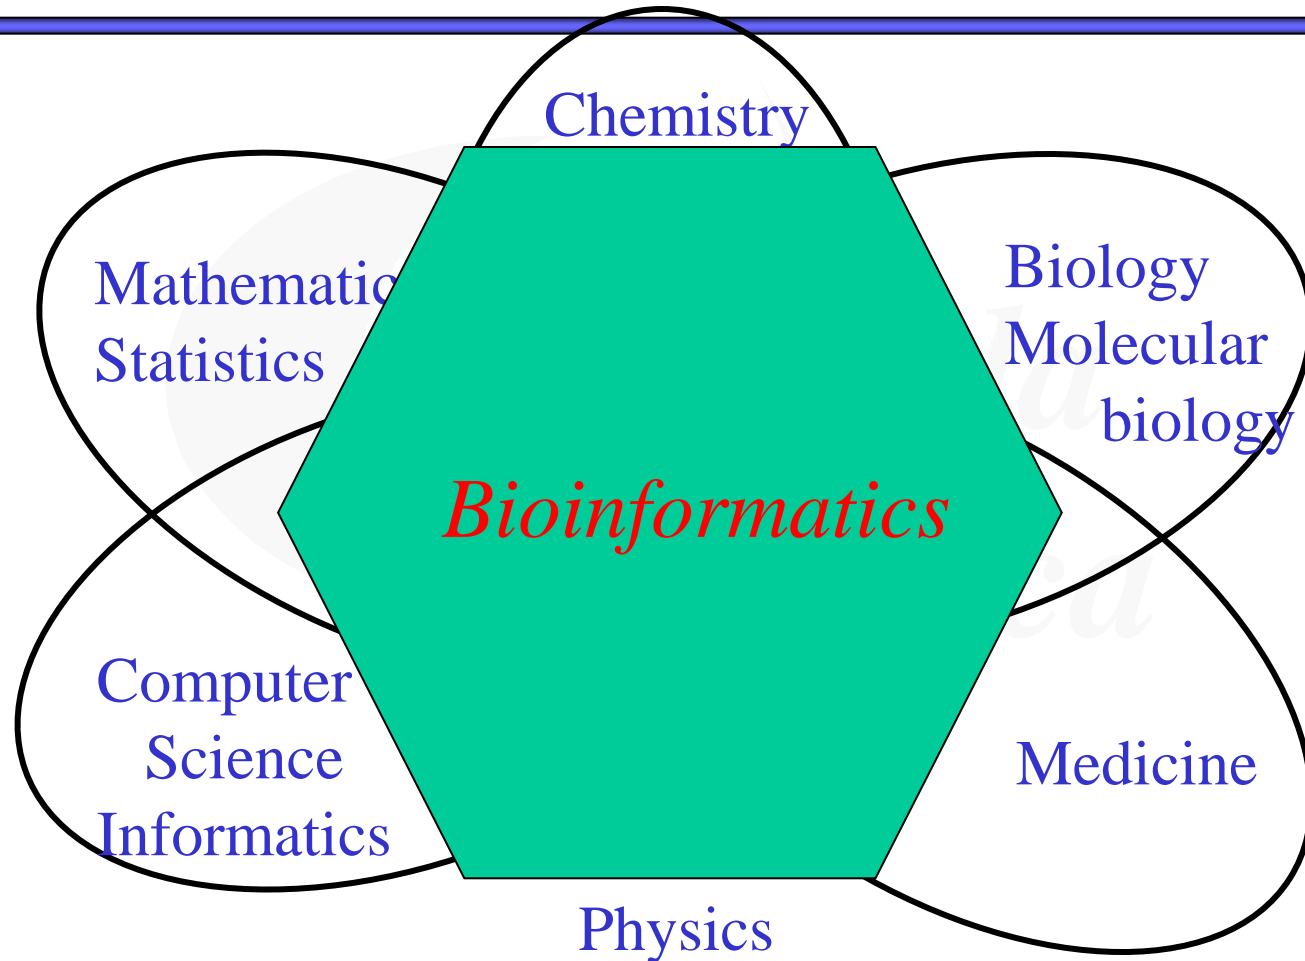 Chemistry
Mathematic
Statistics
Biology
Molecular
biology
Bioinformatics
Computer
Science
Informatics
Medicine
Physics